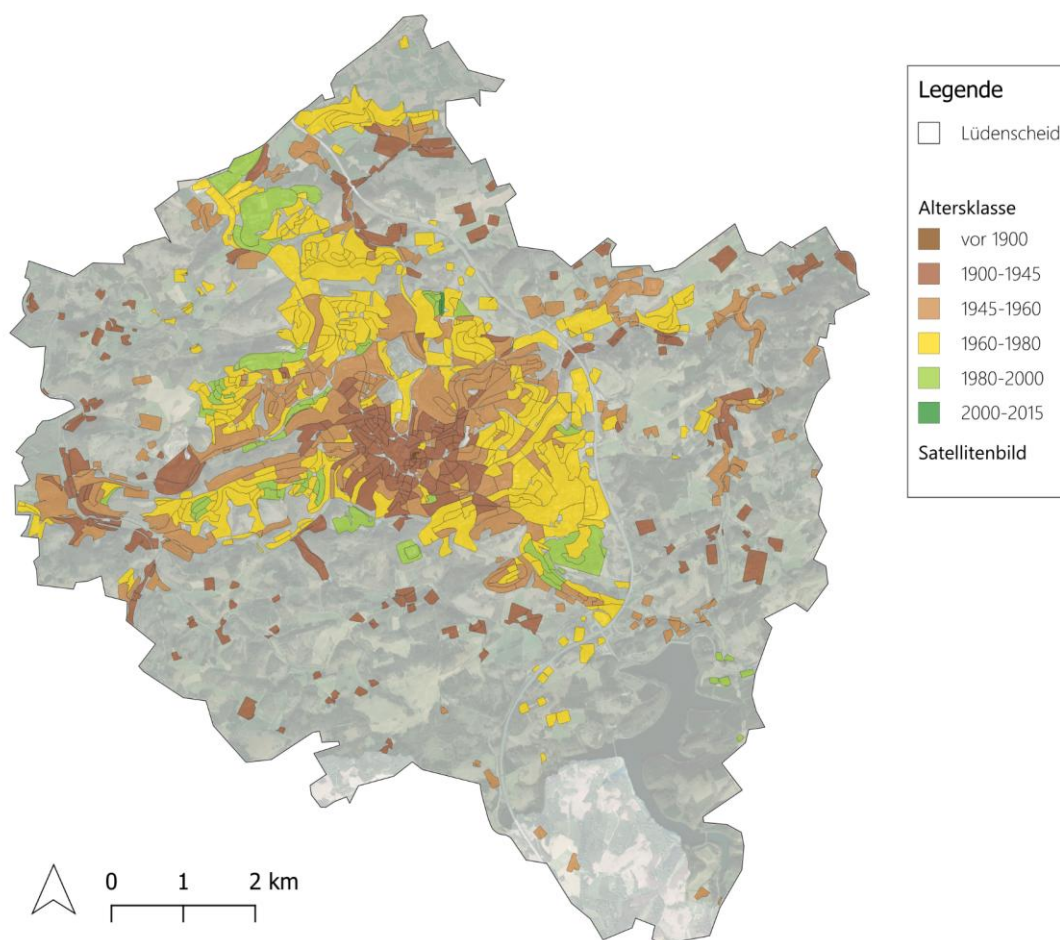 Legende
Lüdenscheid
Altersklasse
vor 1900
1900-1945
1945-1960
1960-1980
1980-2000
2000-2015
Satellitenbild
0 1 2 km